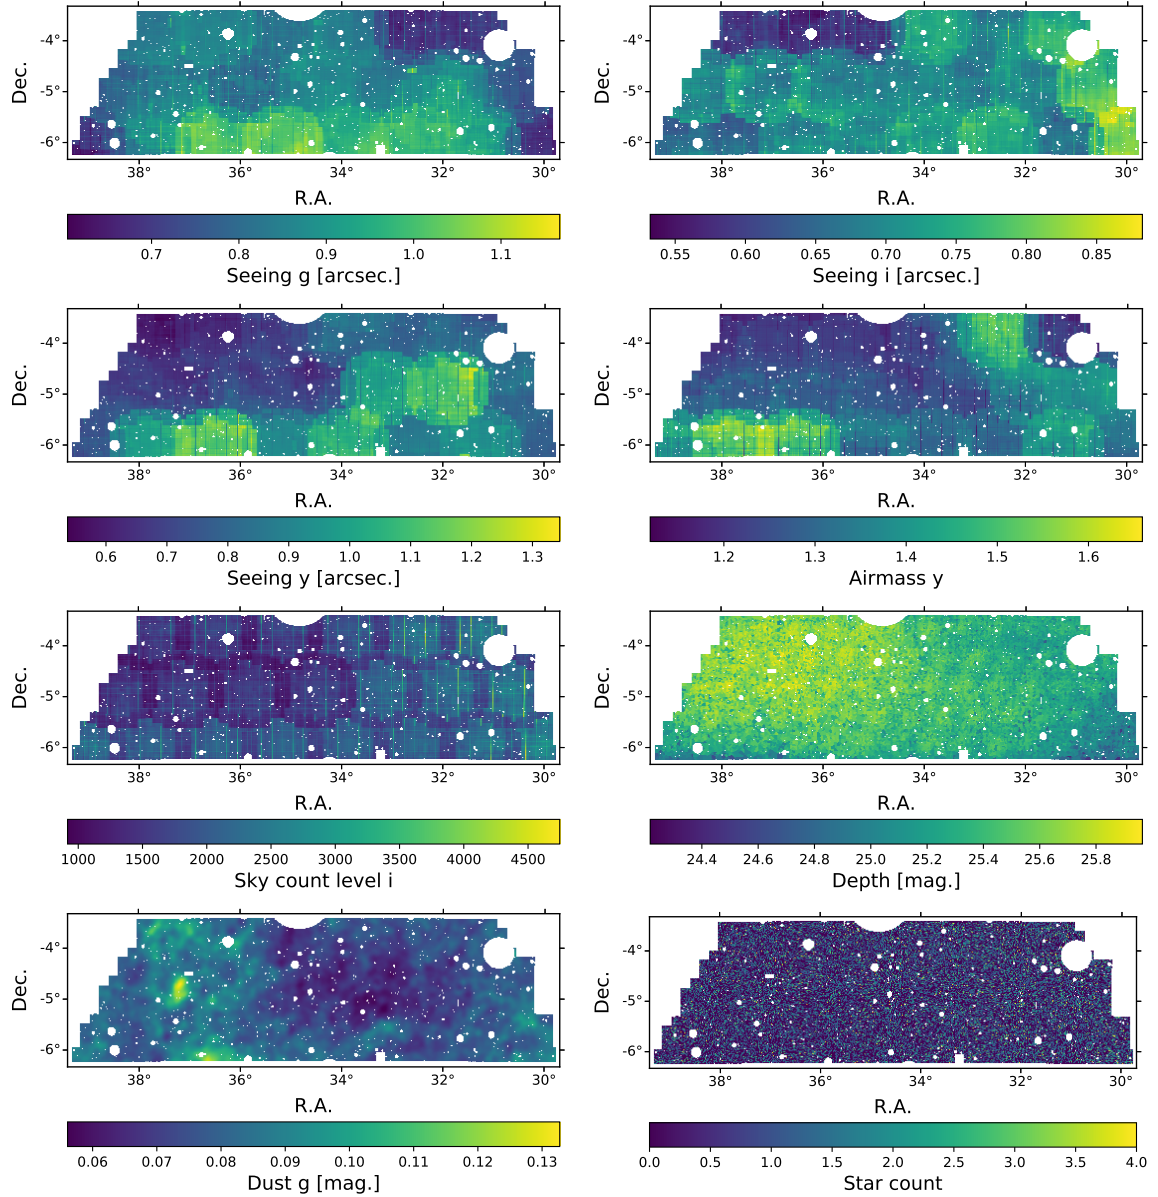 -4°
-5°
-6°
Dec.
38° 36° 34° 32° 30°
R.A.
0.7 0.8 0.9 1.0 1.1
Seeing g [arcsec.]
-4°
-5°
-6°
Dec.
38° 36° 34° 32° 30°
R.A.
0.55 0.60 0.65 0.70 0.75 0.80 0.85
Seeing i [arcsec.]
-4°
-5°
-6°
Dec.
38° 36° 34° 32° 30°
R.A.
0.6 0.7 0.8 0.9 1.0 1.1 1.2 1.3
Seeing y [arcsec.]
-4°
-5°
-6°
Dec.
38° 36° 34° 32° 30°
R.A.
1.2 1.3 1.4 1.5 1.6
Airmass y
-4°
-5°
-6°
Dec.
38° 36° 34° 32° 30°
R.A.
1000 1500 2000 2500 3000 3500 4000 4500
Sky count level i
-4°
-5°
-6°
Dec.
38° 36° 34° 32° 30°
R.A.
24.4 24.6 24.8 25.0 25.2 25.4 25.6 25.8
Depth [mag.]
-4°
-5°
-6°
Dec.
38° 36° 34° 32° 30°
R.A.
0.06 0.07 0.08 0.09 0.10 0.11 0.12 0.13
Dust g [mag.]
-4°
-5°
-6°
Dec.
38° 36° 34° 32° 30°
R.A.
0.0 0.5 1.0 1.5 2.0 2.5 3.0 3.5 4.0
Star count